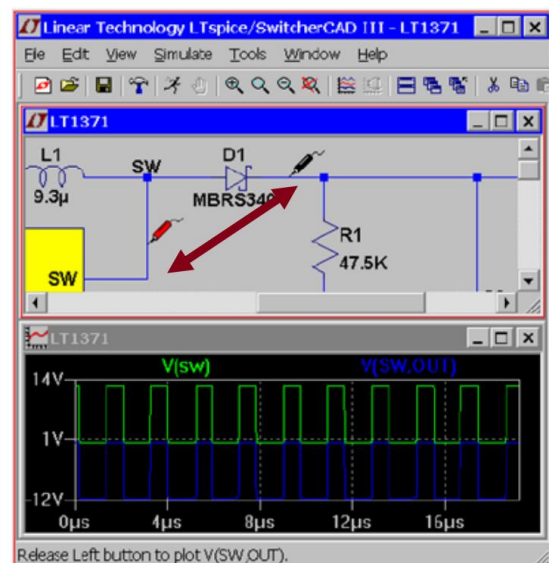 Linear Technology LTspice/SwitcherCAD III - LT1371
File Edit View Simulate Tools Window Help
LT1371
L1
SW
D1
9.3µ
MBRS340
R1
47.5K
SW
LT1371
V(sw)
V(SW,OUT)
14V
1V
-12V
0µs
4µs
8µs
12µs
16µs
Release Left button to plot V(SW,OUT).